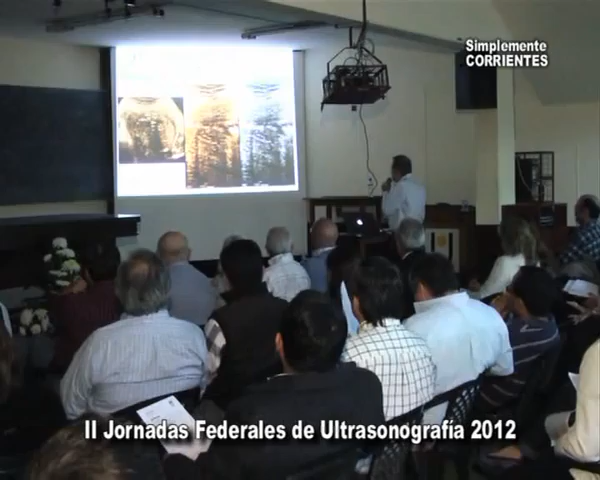 Simplemente
CORRIENTES
II Jornadas Federales de Ultrasonografía 2012